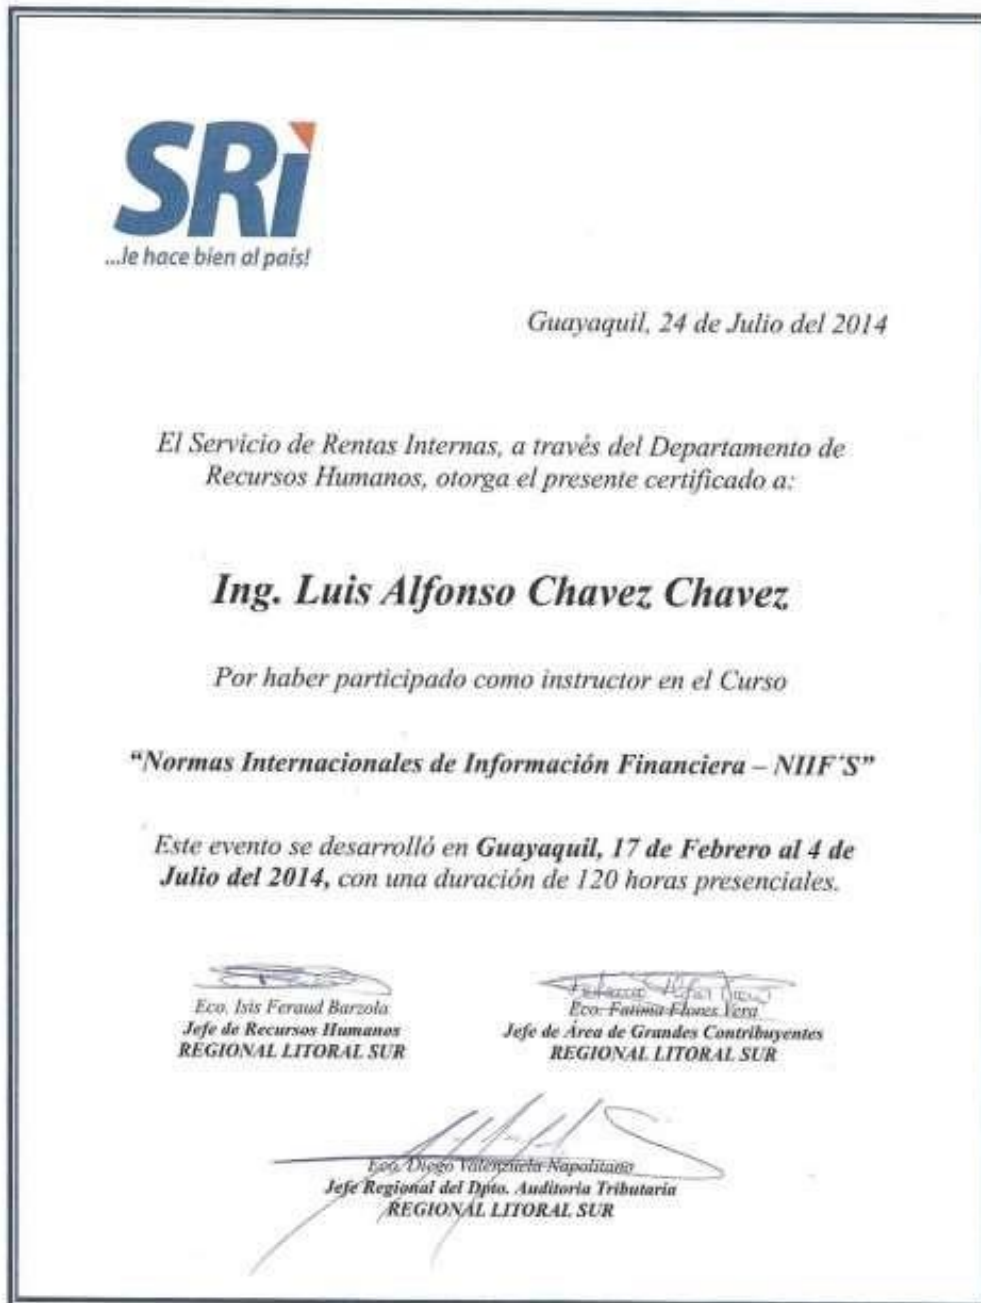 SRi
...le hace bien al país!
Guayaquil, 24 de Julio del 2014
El Servicio de Rentas Internas, a través del Departamento de
Recursos Humanos, otorga el presente certificado a:
Ing. Luis Alfonso Chavez Chavez
Por haber participado como instructor en el Curso
“Normas Internacionales de Información Financiera – NIIF´S”
Este evento se desarrolló en Guayaquil, 17 de Febrero al 4 de
Julio del 2014, con una duración de 120 horas presenciales.
Eco. Isis Feraud Barzola
Jefe de Recursos Humanos
REGIONAL LITORAL SUR
Eco. Fatima Flores Vera
Jefe de Área de Grandes Contribuyentes
REGIONAL LITORAL SUR
Eco. Diego Valenzuela Napolitano
Jefe Regional del Dpto. Auditoria Tributaria
REGIONAL LITORAL SUR